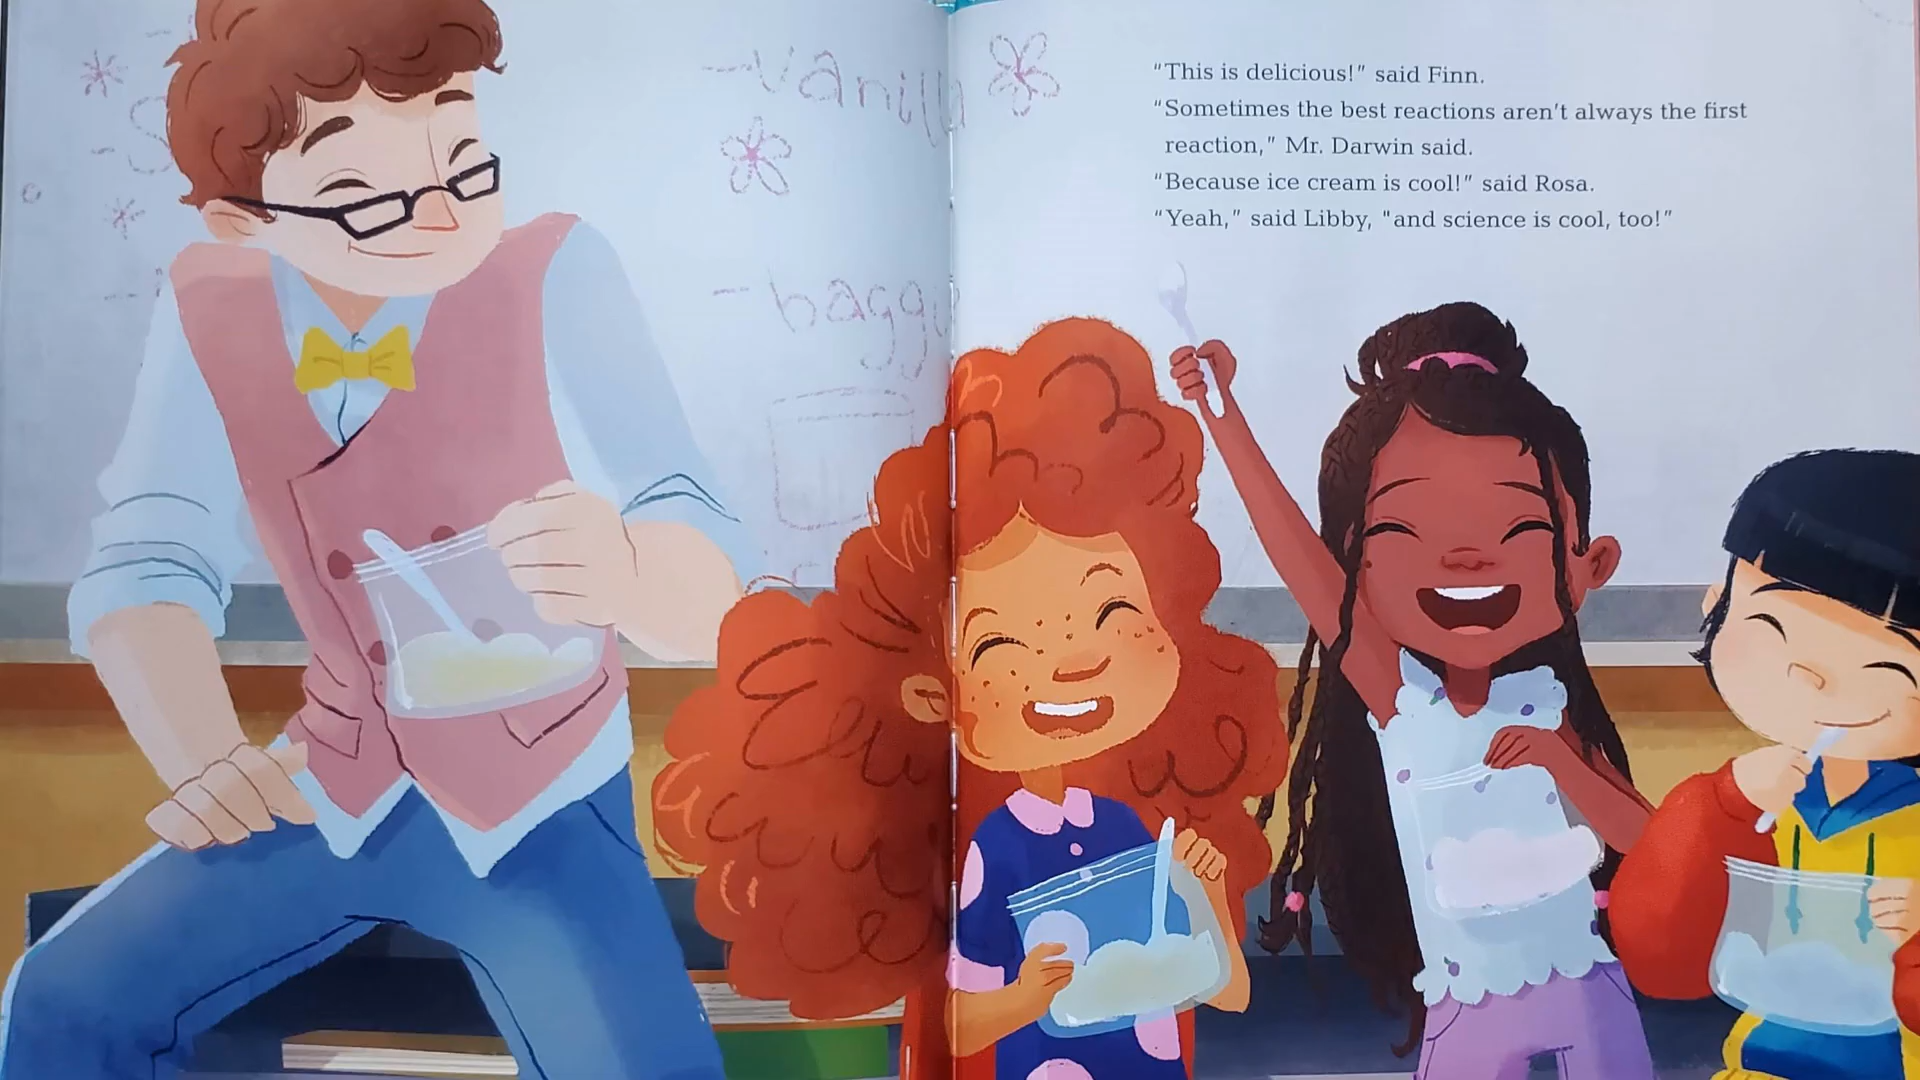 -Vanilla
-baggi
“This is delicious!” said Finn.
“Sometimes the best reactions aren’t always the first
reaction,” Mr. Darwin said.
“Because ice cream is cool!” said Rosa.
“Yeah,” said Libby, "and science is cool, too!”